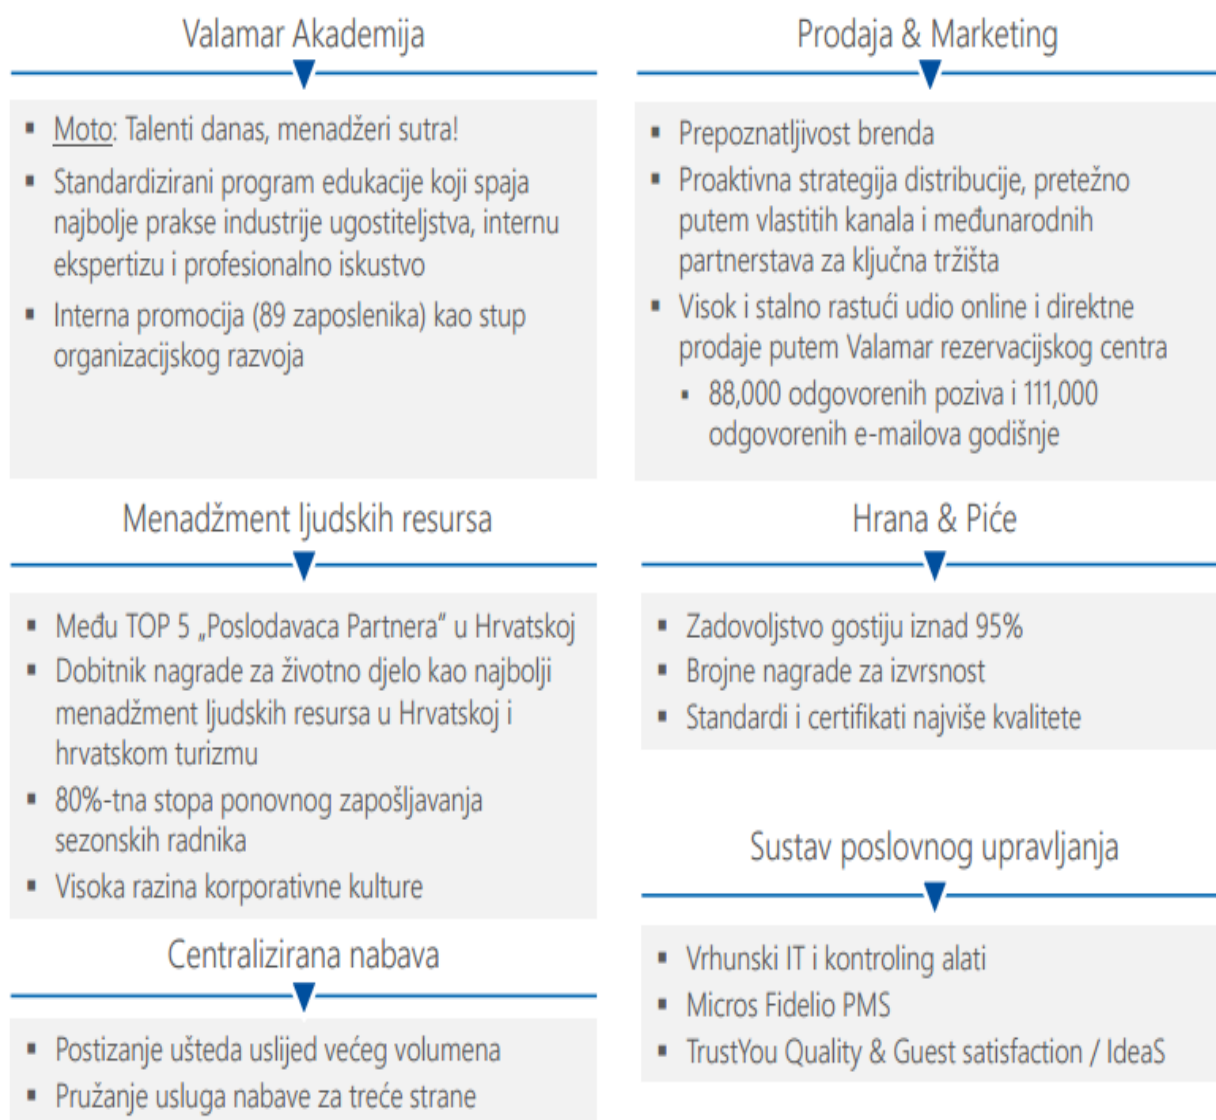 Valamar Akademija
▪ Moto: Talenti danas, menadžeri sutra!
▪ Standardizirani program edukacije koji spaja
najbolje prakse industrije ugostiteljstva, internu
ekspertizu i profesionalno iskustvo
▪ Interna promocija (89 zaposlenika) kao stup
organizacijskog razvoja
Prodaja & Marketing
▪ Prepoznatljivost brenda
▪ Proaktivna strategija distribucije, pretežno
putem vlastitih kanala i međunarodnih
partnerstava za ključna tržišta
▪ Visok i stalno rastući udio online i direktne
prodaje putem Valamar rezervacijskog centra
▪ 88,000 odgovorenih poziva i 111,000
odgovorenih e-mailova godišnje
Menadžment ljudskih resursa
▪ Među TOP 5 „Poslodavaca Partnera“ u Hrvatskoj
▪ Dobitnik nagrade za životno djelo kao najbolji
menadžment ljudskih resursa u Hrvatskoj i
hrvatskom turizmu
▪ 80%-tna stopa ponovnog zapošljavanja
sezonskih radnika
▪ Visoka razina korporativne kulture
Hrana & Piće
▪ Zadovoljstvo gostiju iznad 95%
▪ Brojne nagrade za izvrsnost
▪ Standardi i certifikati najviše kvalitete
Centralizirana nabava
▪ Postizanje ušteda uslijed većeg volumena
▪ Pružanje usluga nabave za treće strane
Sustav poslovnog upravljanja
▪ Vrhunski IT i kontroling alati
▪ Micros Fidelio PMS
▪ TrustYou Quality & Guest satisfaction / IdeaS